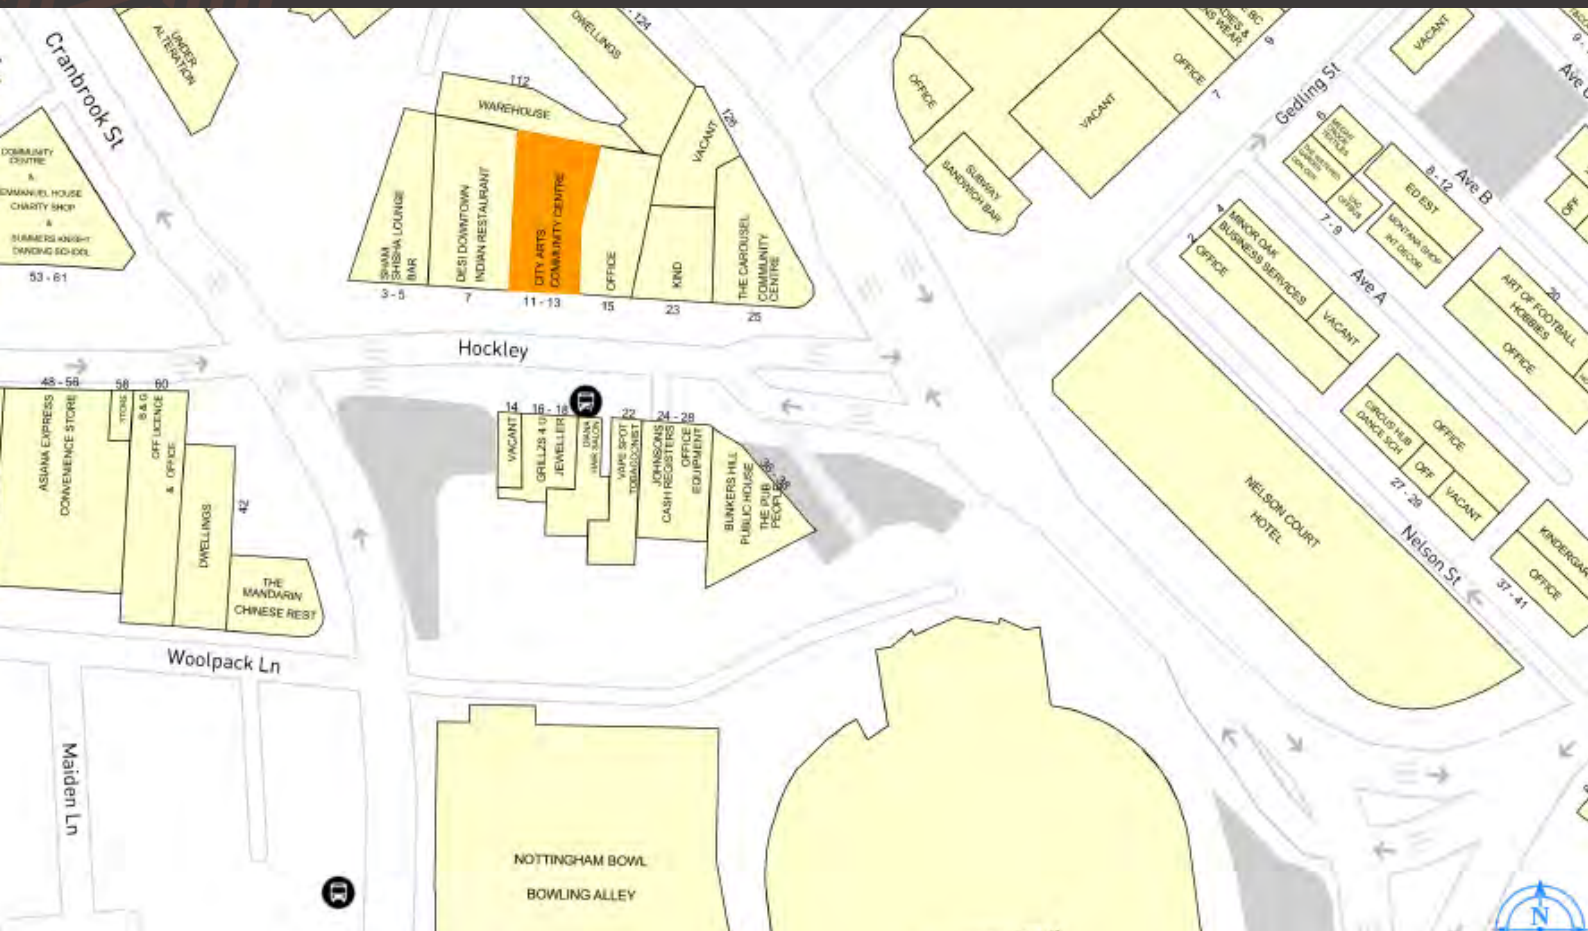 Cranbrook St
UNDER
ALTERATION
COMMUNITY
CENTRE
&
EMMANUEL HOUSE
CHARITY SHOP
&
SUMMERS KNIGHT
DANCING SCHOOL
53 - 61
112
WAREHOUSE
DWELLINGS
- 124
126
VACANT
SHAM
SHISHA LOUNGE
BAR
3 - 5
DESI DOWNTOWN
INDIAN RESTAURANT
7
CITY ARTS
COMMUNITY CENTRE
11 - 13
OFFICE
15
KIND
23
THE CAROUSEL
COMMUNITY
CENTRE
25
OFFICE
SUBWAY
SANDWICH BAR
VACANT
OFFICE
7
9
Gedling St
VACANT
6
7 - 9
8 - 12
ED EST
Ave B
MONTANA SHOP
INT DECOR
Ave A
4
MINOR OAK
BUSINESS SERVICES
2
OFFICE
VACANT
OFF
20
ART OF FOOTBALL
HOBBIES
OFFICE
OFFICE
CIRCUS HUB
DANCE SCH
OFF
VACANT
27 - 29
NELSON COURT
HOTEL
Nelson St
37 - 41
OFFICE
Hockley
48 - 56
ASIANA EXPRESS
CONVENIENCE STORE
58
60
B & G
OFF LICENCE
& OFFICE
DWELLINGS
42
THE
MANDARIN
CHINESE REST
14
VACANT
16 - 18
GRILLZS 4 U
JEWELLER
DIANA
HAIR SALON
22
VAPE SPOT
TOBACCONIST
24 - 28
JOHNSONS
CASH REGISTERS
OFFICE
EQUIPMENT
BUNKERS HILL
PUBLIC HOUSE
THE PUB
PEOPLE
36 - 38
Woolpack Ln
Maiden Ln
NOTTINGHAM BOWL
BOWLING ALLEY
N